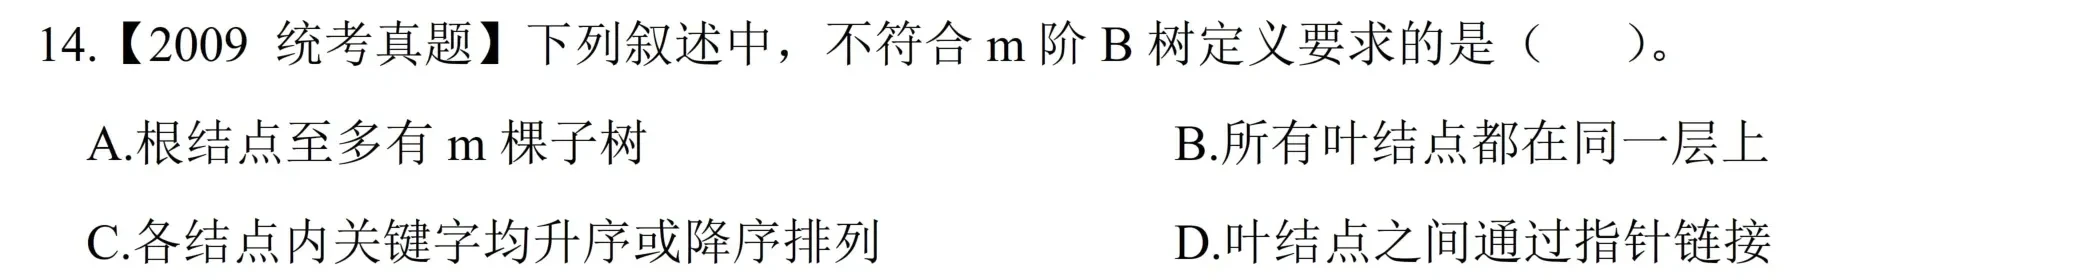 14.【2009 统考真题】下列叙述中，不符合 m 阶 B 树定义要求的是（ ）。
A.根结点至多有 m 棵子树 B.所有叶结点都在同一层上
C.各结点内关键字均升序或降序排列 D.叶结点之间通过指针链接